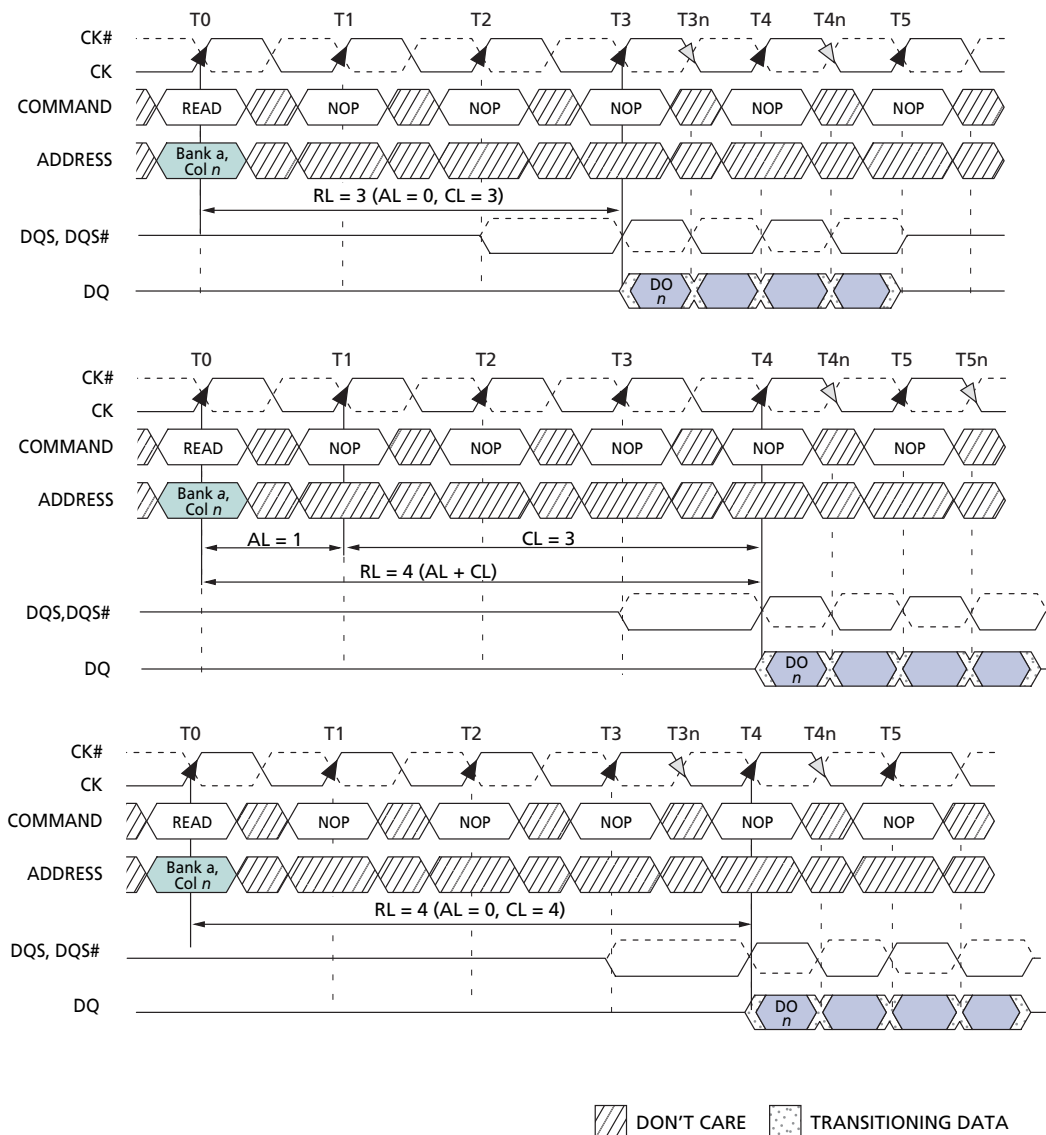 T0 T1 T2 T3 T3n T4 T4n T5
CK#
CK
COMMAND READ NOP NOP NOP NOP NOP
ADDRESS Bank a,
Col n
RL = 3 (AL = 0, CL = 3)
DQS, DQS#
DQ DO
n
T0 T1 T2 T3 T4 T4n T5 T5n
CK#
CK
COMMAND READ NOP NOP NOP NOP NOP
ADDRESS Bank a,
Col n
AL = 1 CL = 3
RL = 4 (AL + CL)
DQS,DQS#
DQ DO
n
T0 T1 T2 T3 T3n T4 T4n T5
CK#
CK
COMMAND READ NOP NOP NOP NOP NOP
ADDRESS Bank a,
Col n
RL = 4 (AL = 0, CL = 4)
DQS, DQS#
DQ DO
n
DON'T CARE TRANSITIONING DATA